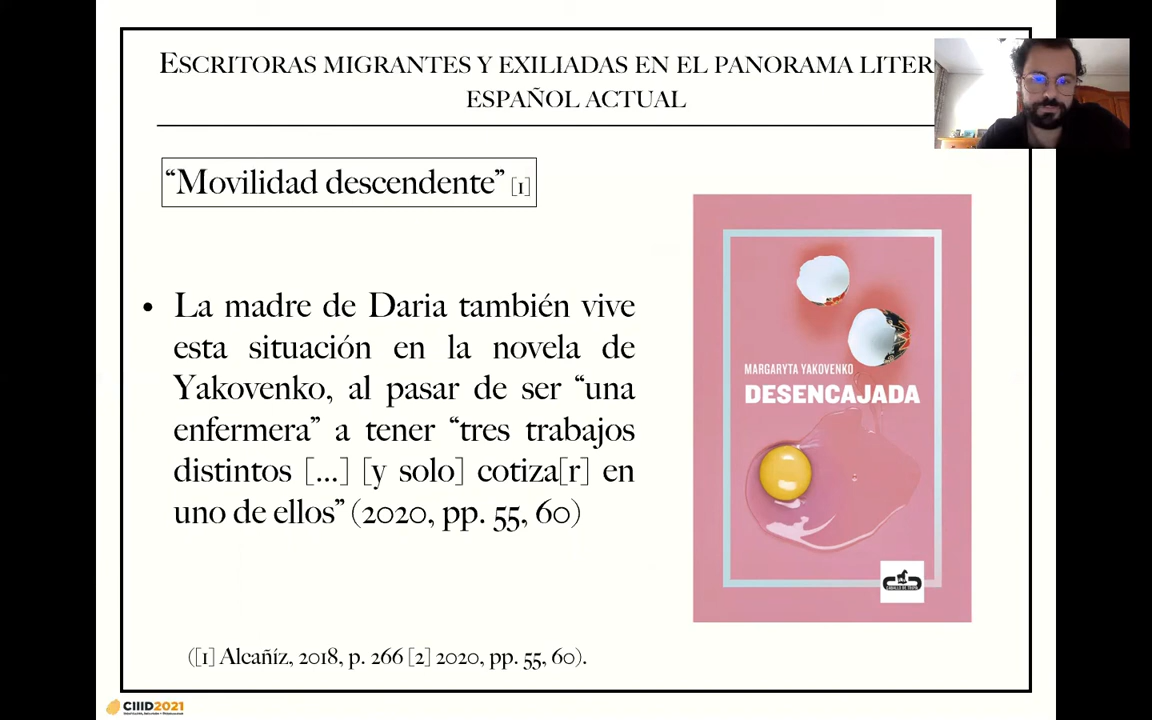 ESCRITORAS MIGRANTES Y EXILIADAS EN EL PANORAMA LITER
ESPAÑOL ACTUAL
“Movilidad descendente” [1]
• La madre de Daria también vive
esta situación en la novela de
Yakovenko, al pasar de ser “una
enfermera” a tener “tres trabajos
distintos [...] [y solo] cotiza[r] en
uno de ellos” (2020, pp. 55, 60)
MARGARYTA YAKOVENKO
DESENCAJADA
([1] Alcañíz, 2018, p. 266 [2] 2020, pp. 55, 60).
CIIID2021